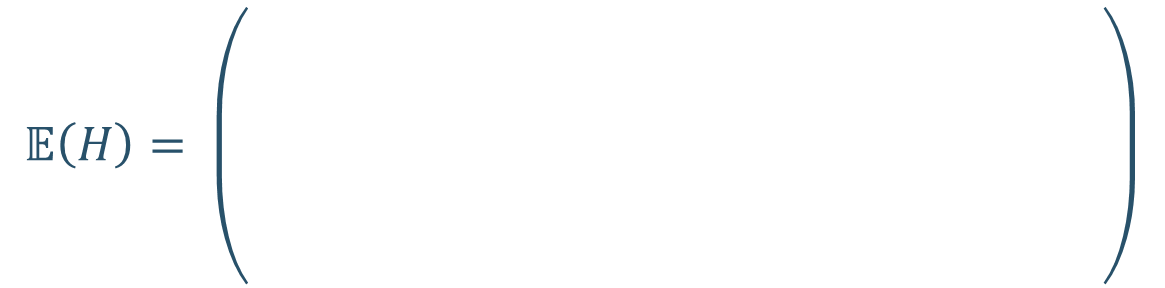 𝔼(H) = ( )